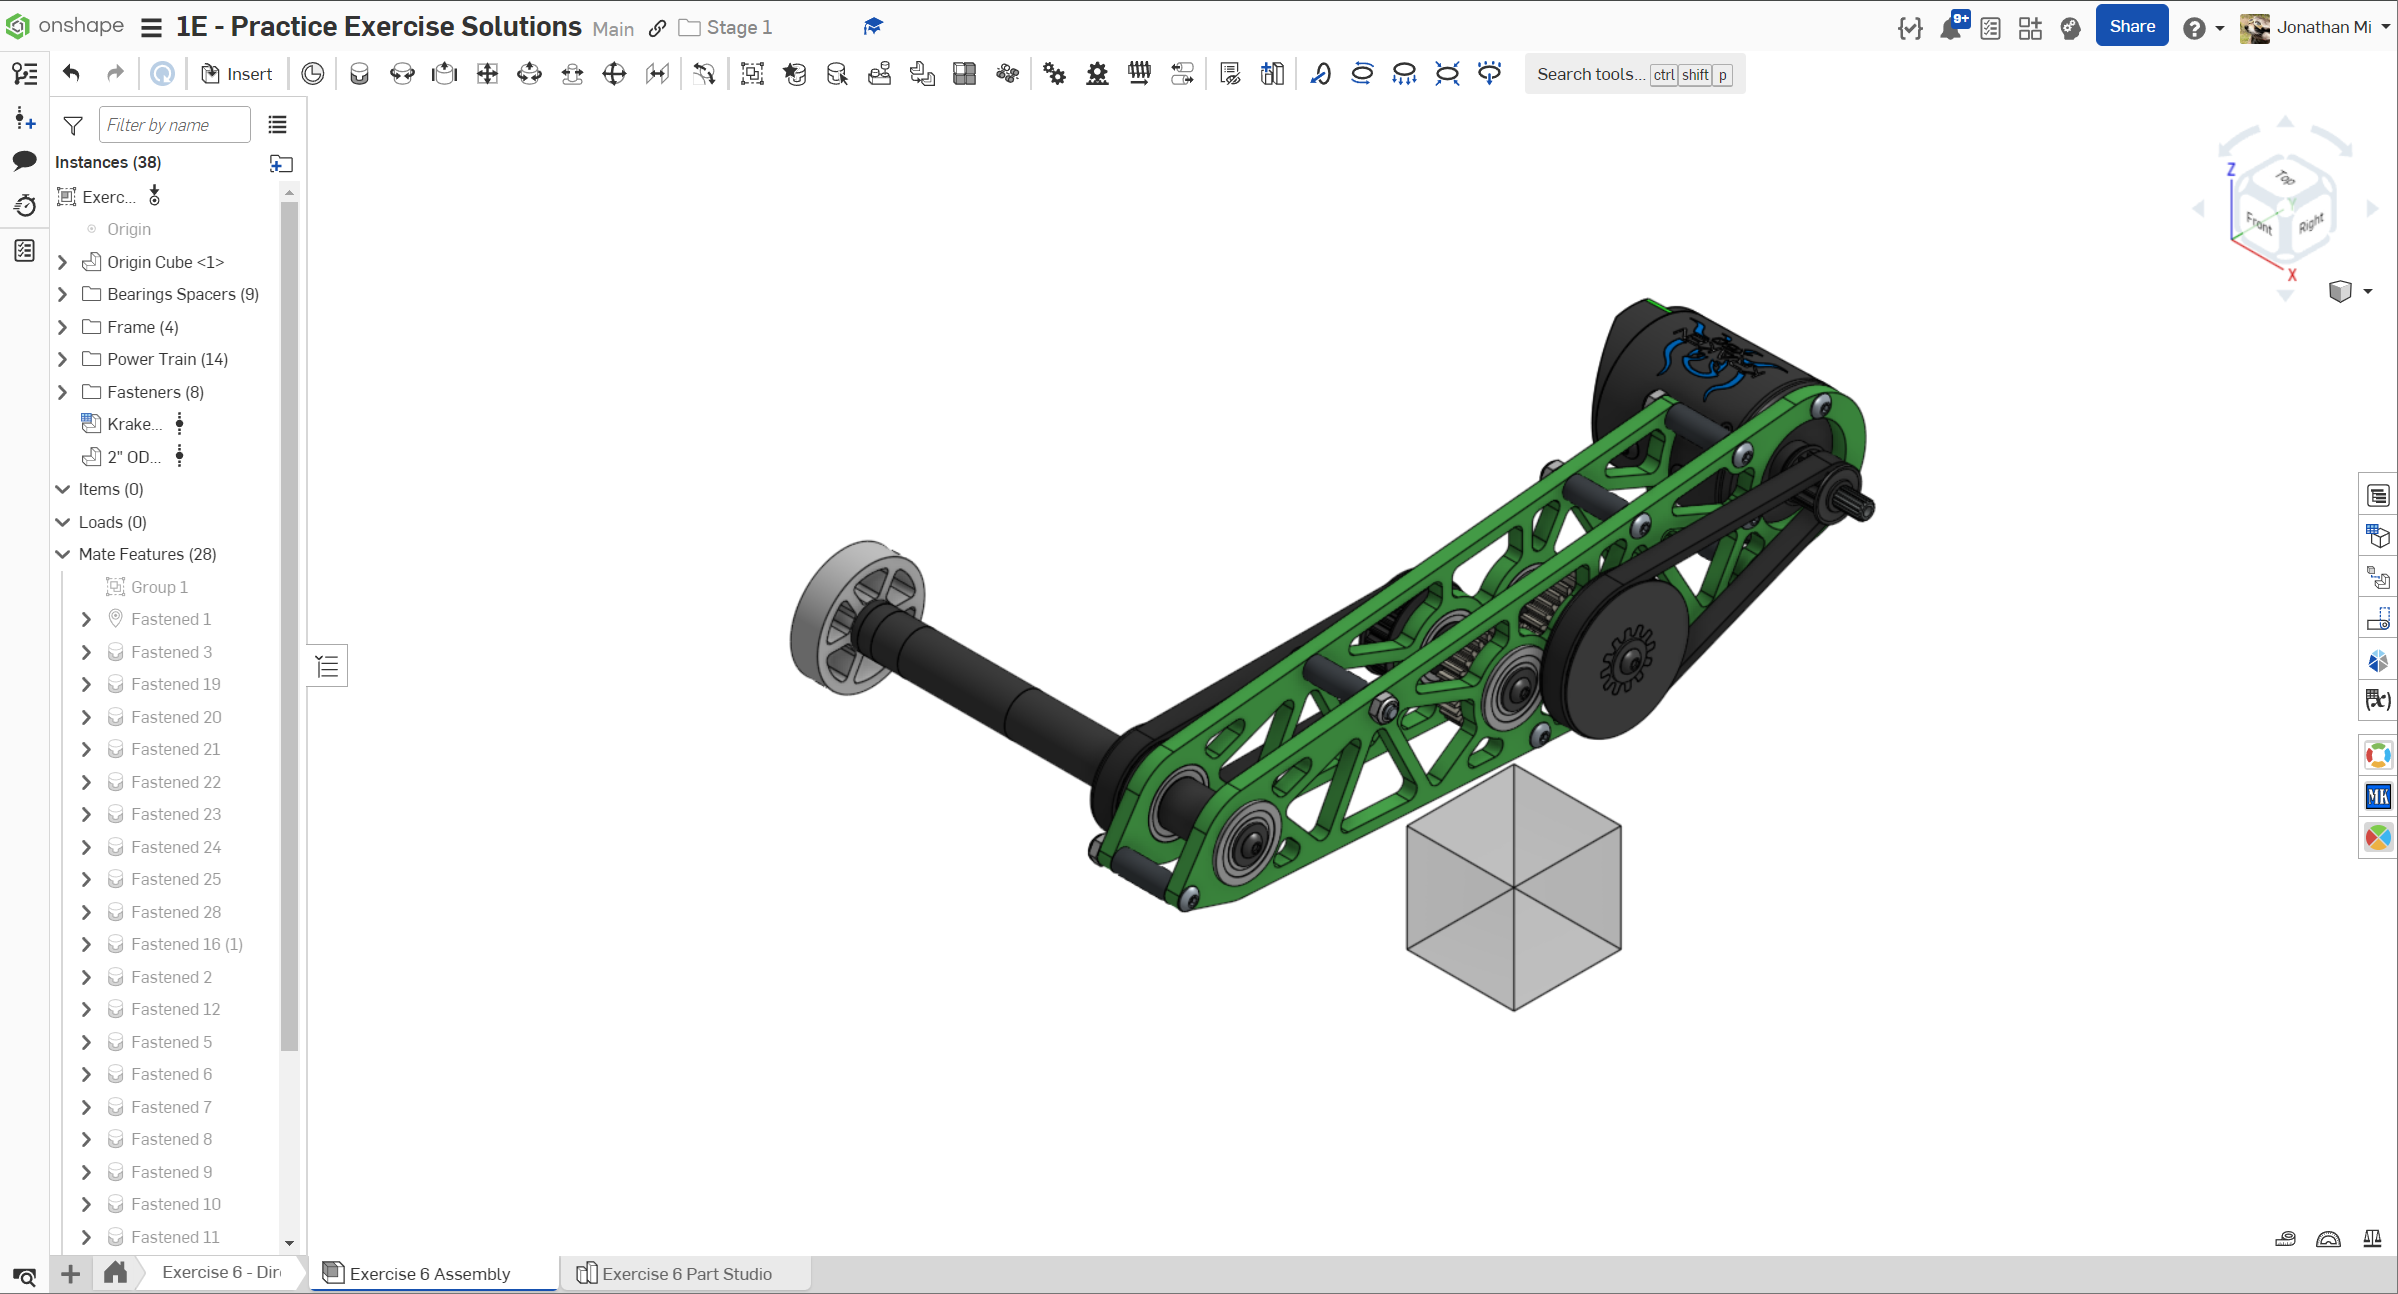 onshape
1E - Practice Exercise Solutions Main Stage 1
9+
Share
Jonathan Mi
Insert
Search tools... ctrl shift p
Filter by name
Instances (38)
Exerc...
Origin
Origin Cube <1>
Bearings Spacers (9)
Frame (4)
Power Train (14)
Fasteners (8)
Krake...
2" OD...
Items (0)
Loads (0)
Mate Features (28)
Group 1
Fastened 1
Fastened 3
Fastened 19
Fastened 20
Fastened 21
Fastened 22
Fastened 23
Fastened 24
Fastened 25
Fastened 28
Fastened 16 (1)
Fastened 2
Fastened 12
Fastened 5
Fastened 6
Fastened 7
Fastened 8
Fastened 9
Fastened 10
Fastened 11
Z
Top
Y
Front
Right
X
(x)
MK
Exercise 6 - Dir
Exercise 6 Assembly
Exercise 6 Part Studio